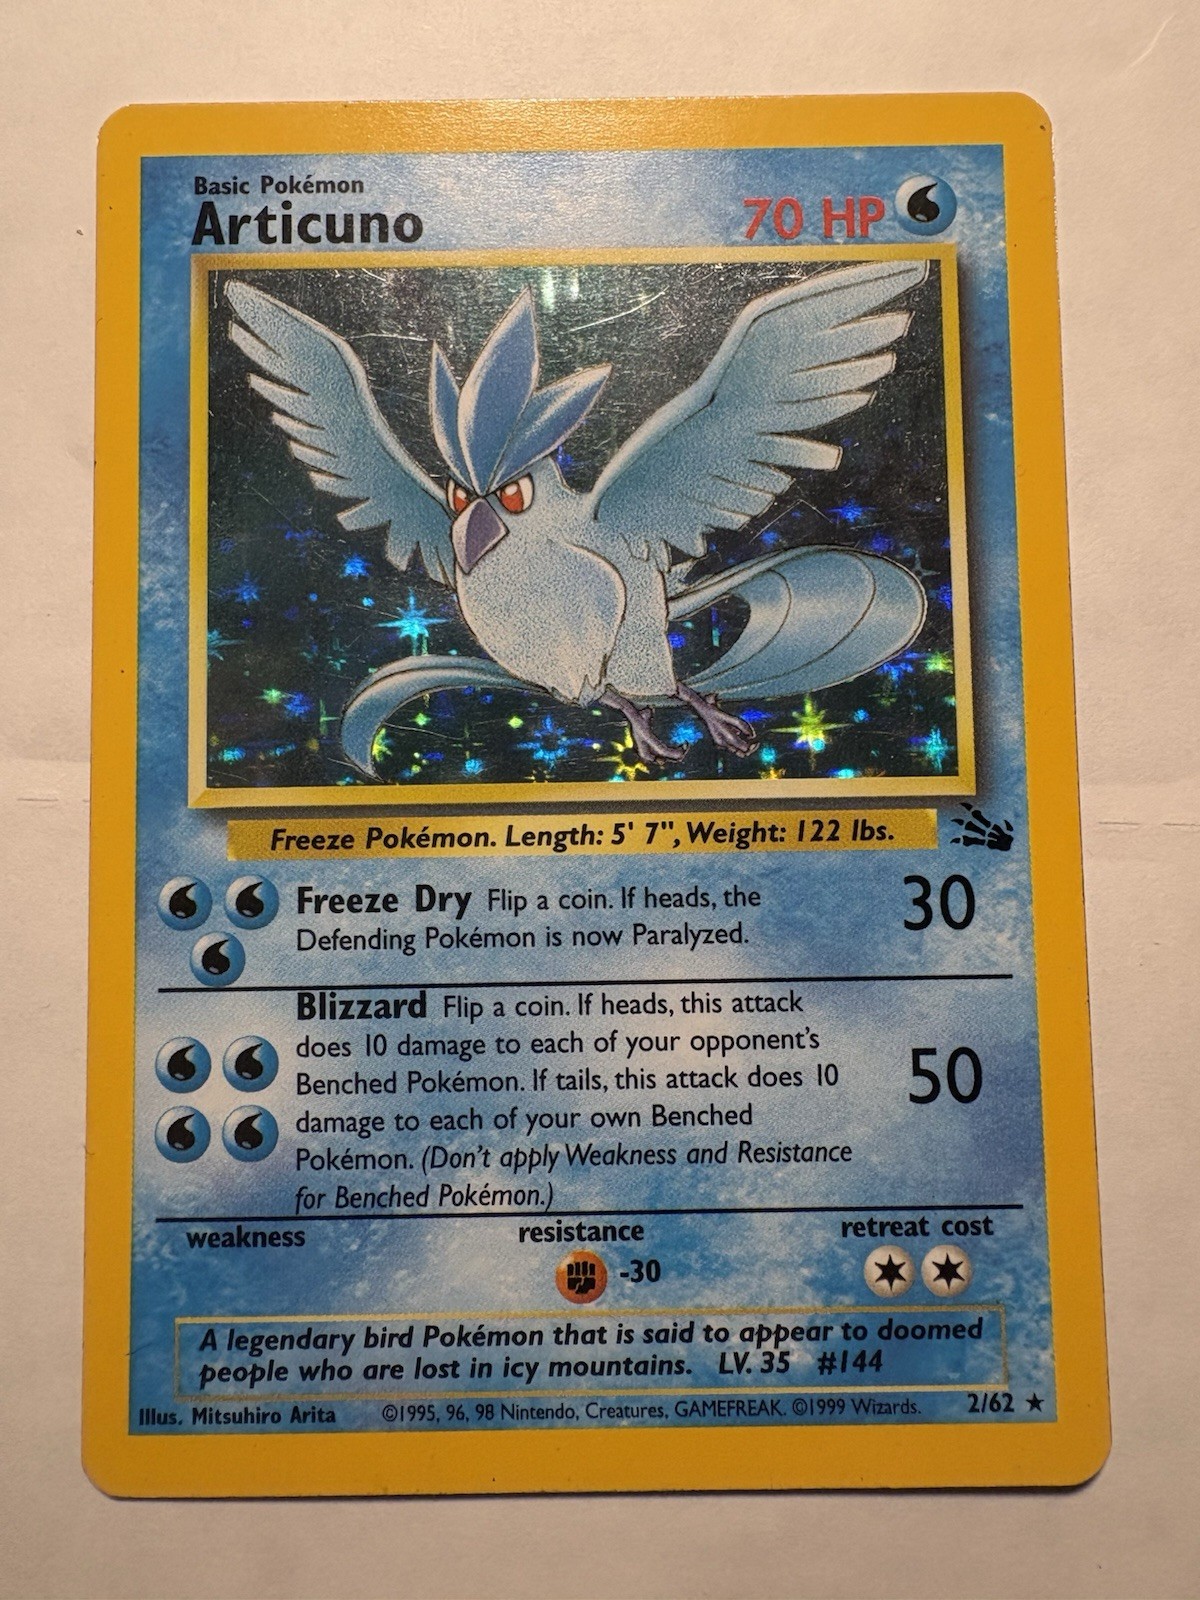 Basic Pokémon
Articuno 70 HP
Freeze Pokémon. Length: 5' 7", Weight: 122 lbs.
Freeze Dry Flip a coin. If heads, the
Defending Pokémon is now Paralyzed.
30
Blizzard Flip a coin. If heads, this attack
does 10 damage to each of your opponent's
Benched Pokémon. If tails, this attack does 10
damage to each of your own Benched
Pokémon. (Don't apply Weakness and Resistance
for Benched Pokémon.)
50
weakness resistance retreat cost
-30
A legendary bird Pokémon that is said to appear to doomed
people who are lost in icy mountains. LV. 35 #144
Illus. Mitsuhiro Arita ©1995, 96, 98 Nintendo, Creatures, GAMEFREAK. ©1999 Wizards. 2/62 ★